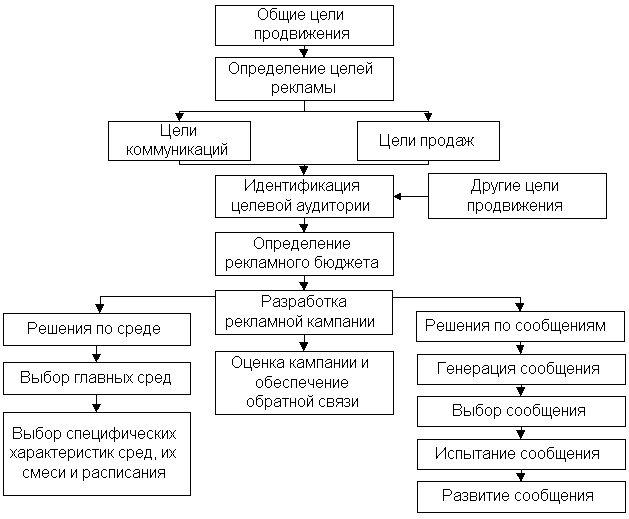 Общие цели
продвижения
Определение целей
рекламы
Цели
коммуникаций
Цели продаж
Идентификация
целевой аудитории
Другие цели
продвижения
Определение
рекламного бюджета
Разработка
рекламной кампании
Решения по среде
Выбор главных сред
Выбор специфических
характеристик сред, их
смеси и расписания
Оценка кампании и
обеспечение
обратной связи
Решения по сообщениям
Генерация сообщения
Выбор сообщения
Испытание сообщения
Развитие сообщения